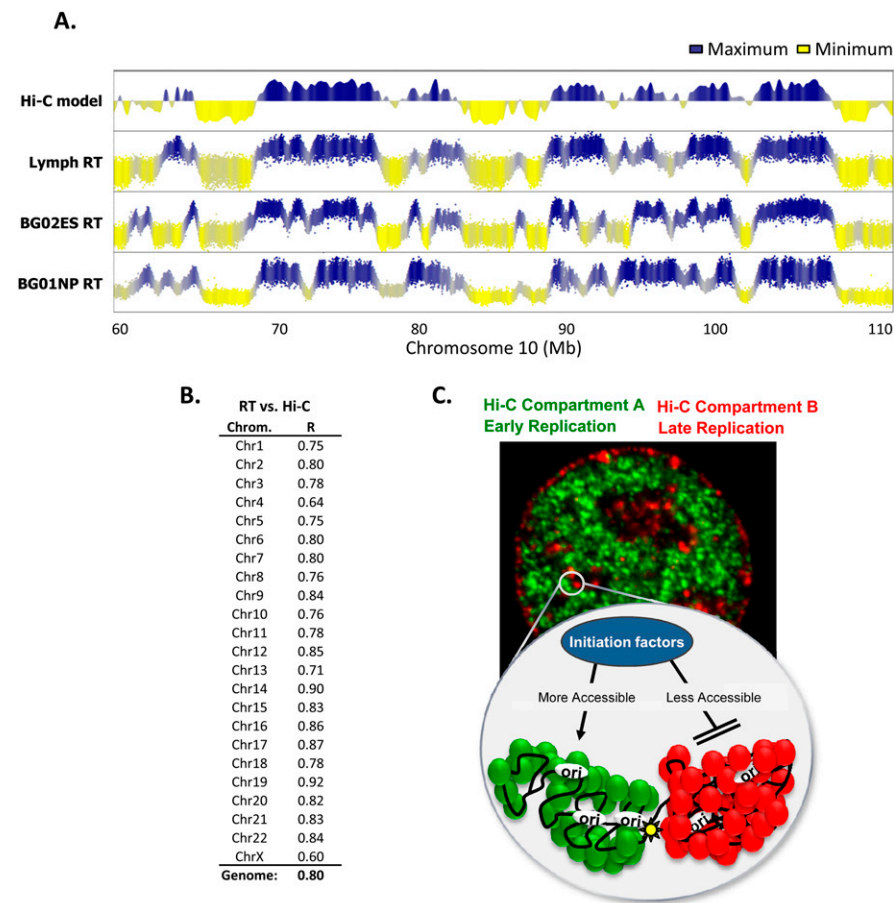 A.
Maximum Minimum
Hi-C model
Lymph RT
BG02ES RT
BG01NP RT
60 70 80 90 100 110
Chromosome 10 (Mb)
B.
RT vs. Hi-C
Chrom. R
Chr1 0.75
Chr2 0.80
Chr3 0.78
Chr4 0.64
Chr5 0.75
Chr6 0.80
Chr7 0.80
Chr8 0.76
Chr9 0.84
Chr10 0.76
Chr11 0.78
Chr12 0.85
Chr13 0.71
Chr14 0.90
Chr15 0.83
Chr16 0.86
Chr17 0.87
Chr18 0.78
Chr19 0.92
Chr20 0.82
Chr21 0.83
Chr22 0.84
ChrX 0.60
Genome: 0.80
C.
Hi-C Compartment A
Early Replication
Hi-C Compartment B
Late Replication
Initiation factors
More Accessible
Less Accessible
ori
ori
ori
ori
ori